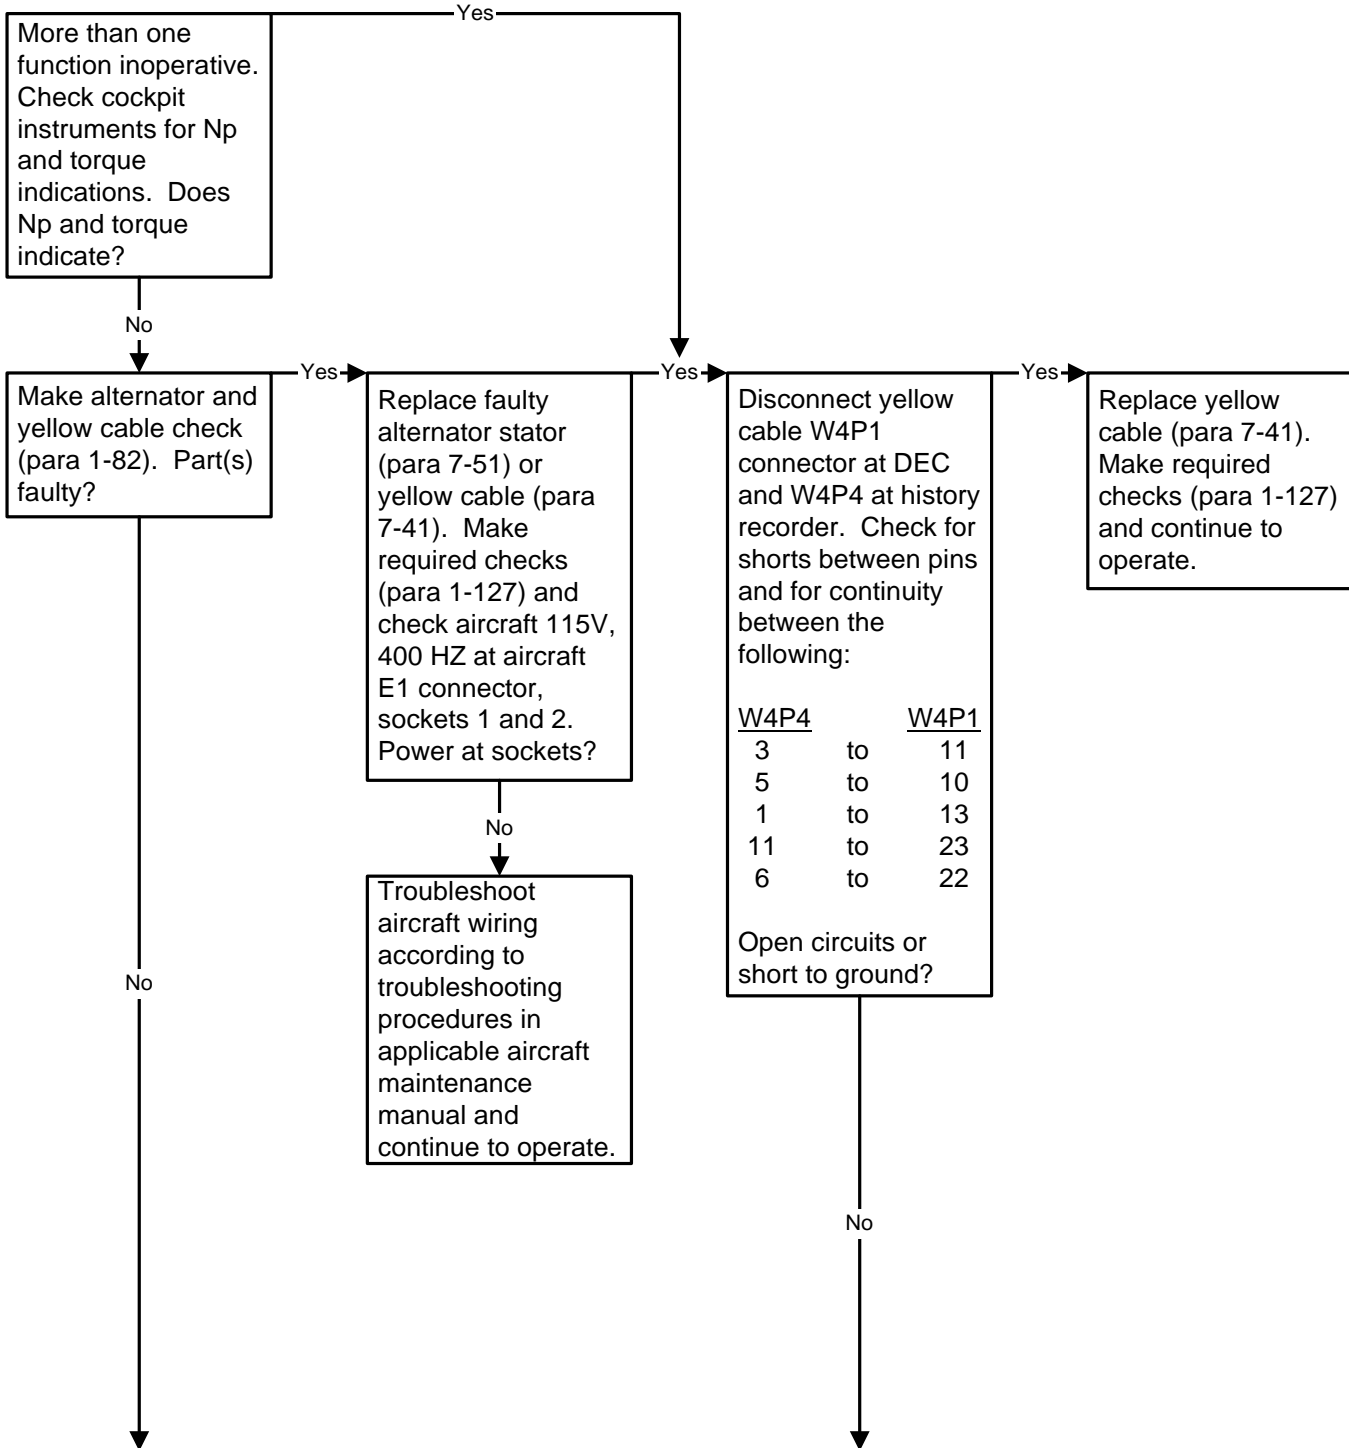 Yes
More than one
function inoperative.
Check cockpit
instruments for Np
and torque
indications.  Does
Np and torque
indicate?
No
Make alternator and
yellow cable check
(para 1-82).  Part(s)
faulty?
Yes
Replace faulty
alternator stator
(para 7-51) or
yellow cable (para
7-41).  Make
required checks
(para 1-127) and
check aircraft 115V,
400 HZ at aircraft
E1 connector,
sockets 1 and 2.
Power at sockets?
Yes
Disconnect yellow
cable W4P1
connector at DEC
and W4P4 at history
recorder.  Check for
shorts between pins
and for continuity
between the
following:
W4P4 W4P1
3 to 11
5 to 10
1 to 13
11 to 23
6 to 22
Open circuits or
short to ground?
Yes
Replace yellow
cable (para 7-41).
Make required
checks (para 1-127)
and continue to
operate.
No
Troubleshoot
aircraft wiring
according to
troubleshooting
procedures in
applicable aircraft
maintenance
manual and
continue to operate.
No
No